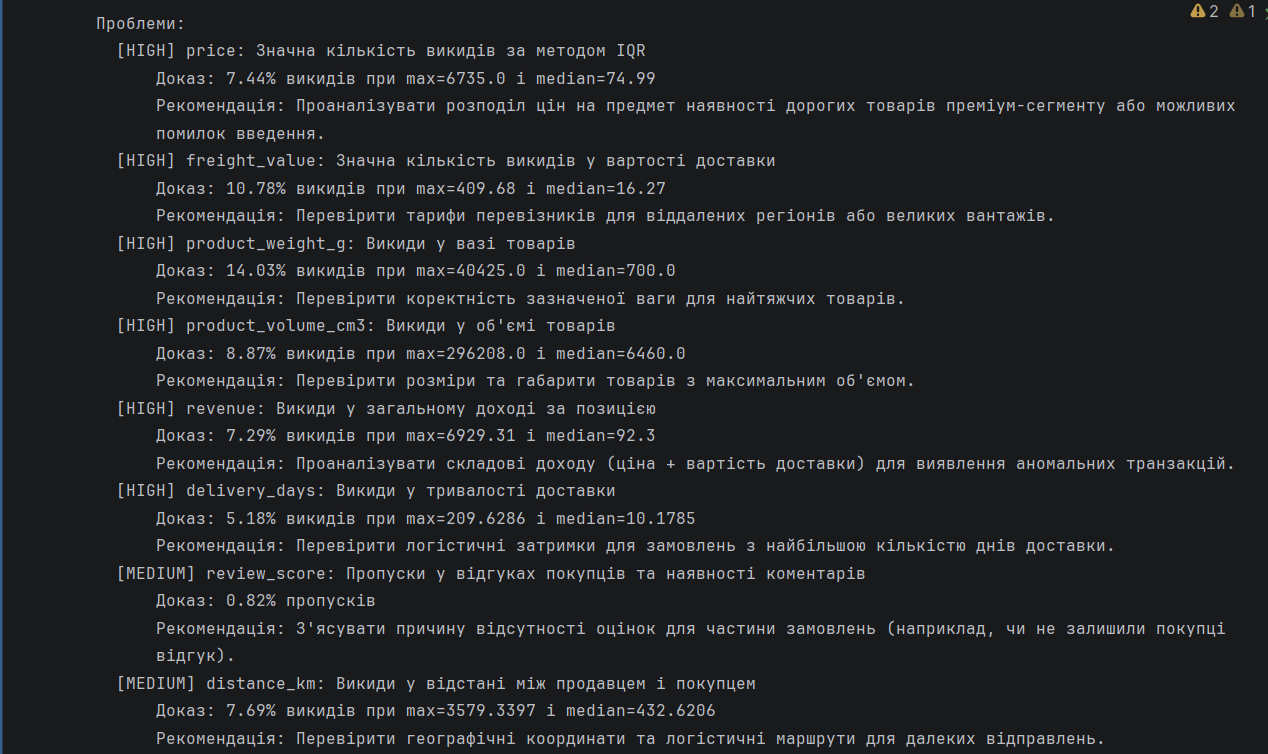 2 1
Проблеми:
[HIGH] price: Значна кількість викидів за методом IQR
Доказ: 7.44% викидів при max=6735.0 і median=74.99
Рекомендація: Проаналізувати розподіл цін на предмет наявності дорогих товарів преміум-сегменту або можливих
помилок введення.
[HIGH] freight_value: Значна кількість викидів у вартості доставки
Доказ: 10.78% викидів при max=409.68 і median=16.27
Рекомендація: Перевірити тарифи перевізників для віддалених регіонів або великих вантажів.
[HIGH] product_weight_g: Викиди у вазі товарів
Доказ: 14.03% викидів при max=40425.0 і median=700.0
Рекомендація: Перевірити коректність зазначеної ваги для найтяжчих товарів.
[HIGH] product_volume_cm3: Викиди у об'ємі товарів
Доказ: 8.87% викидів при max=296208.0 і median=6460.0
Рекомендація: Перевірити розміри та габарити товарів з максимальним об'ємом.
[HIGH] revenue: Викиди у загальному доході за позицією
Доказ: 7.29% викидів при max=6929.31 і median=92.3
Рекомендація: Проаналізувати складові доходу (ціна + вартість доставки) для виявлення аномальних транзакцій.
[HIGH] delivery_days: Викиди у тривалості доставки
Доказ: 5.18% викидів при max=209.6286 і median=10.1785
Рекомендація: Перевірити логістичні затримки для замовлень з найбільшою кількістю днів доставки.
[MEDIUM] review_score: Пропуски у відгуках покупців та наявності коментарів
Доказ: 0.82% пропусків
Рекомендація: З'ясувати причину відсутності оцінок для частини замовлень (наприклад, чи не залишили покупці
відгук).
[MEDIUM] distance_km: Викиди у відстані між продавцем і покупцем
Доказ: 7.69% викидів при max=3579.3397 і median=432.6206
Рекомендація: Перевірити географічні координати та логістичні маршрути для далеких відправлень.